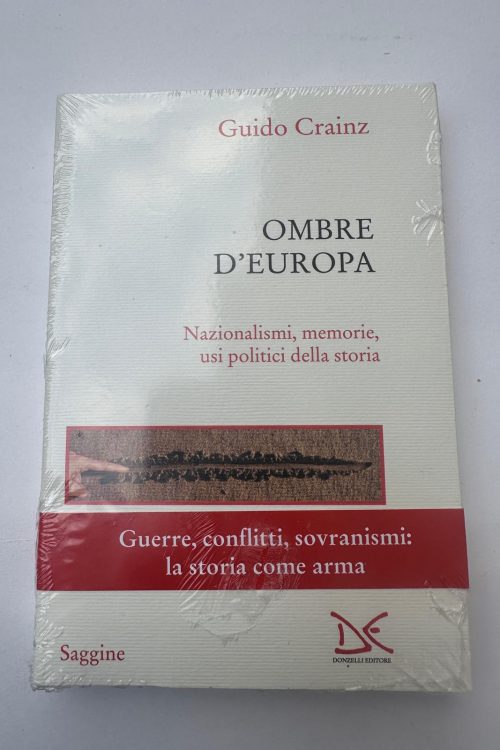 Guido Crainz
OMBRE
D'EUROPA
Nazionalismi, memorie,
usi politici della storia
Guerre, conflitti, sovranismi:
la storia come arma
Saggine
DE
DONZELLI EDITORE